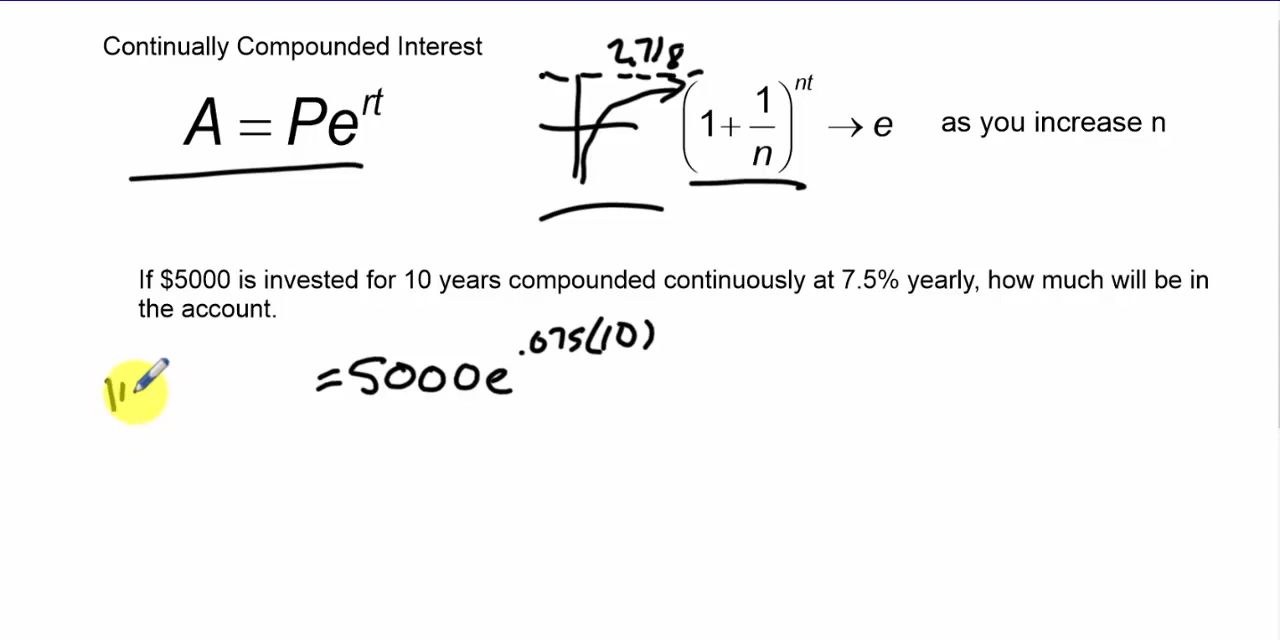 Continually Compounded Interest
A = Pe^rt
2.718
(1 + 1/n)^nt → e as you increase n
If $5000 is invested for 10 years compounded continuously at 7.5% yearly, how much will be in
the account.
= 5000e^.075(10)